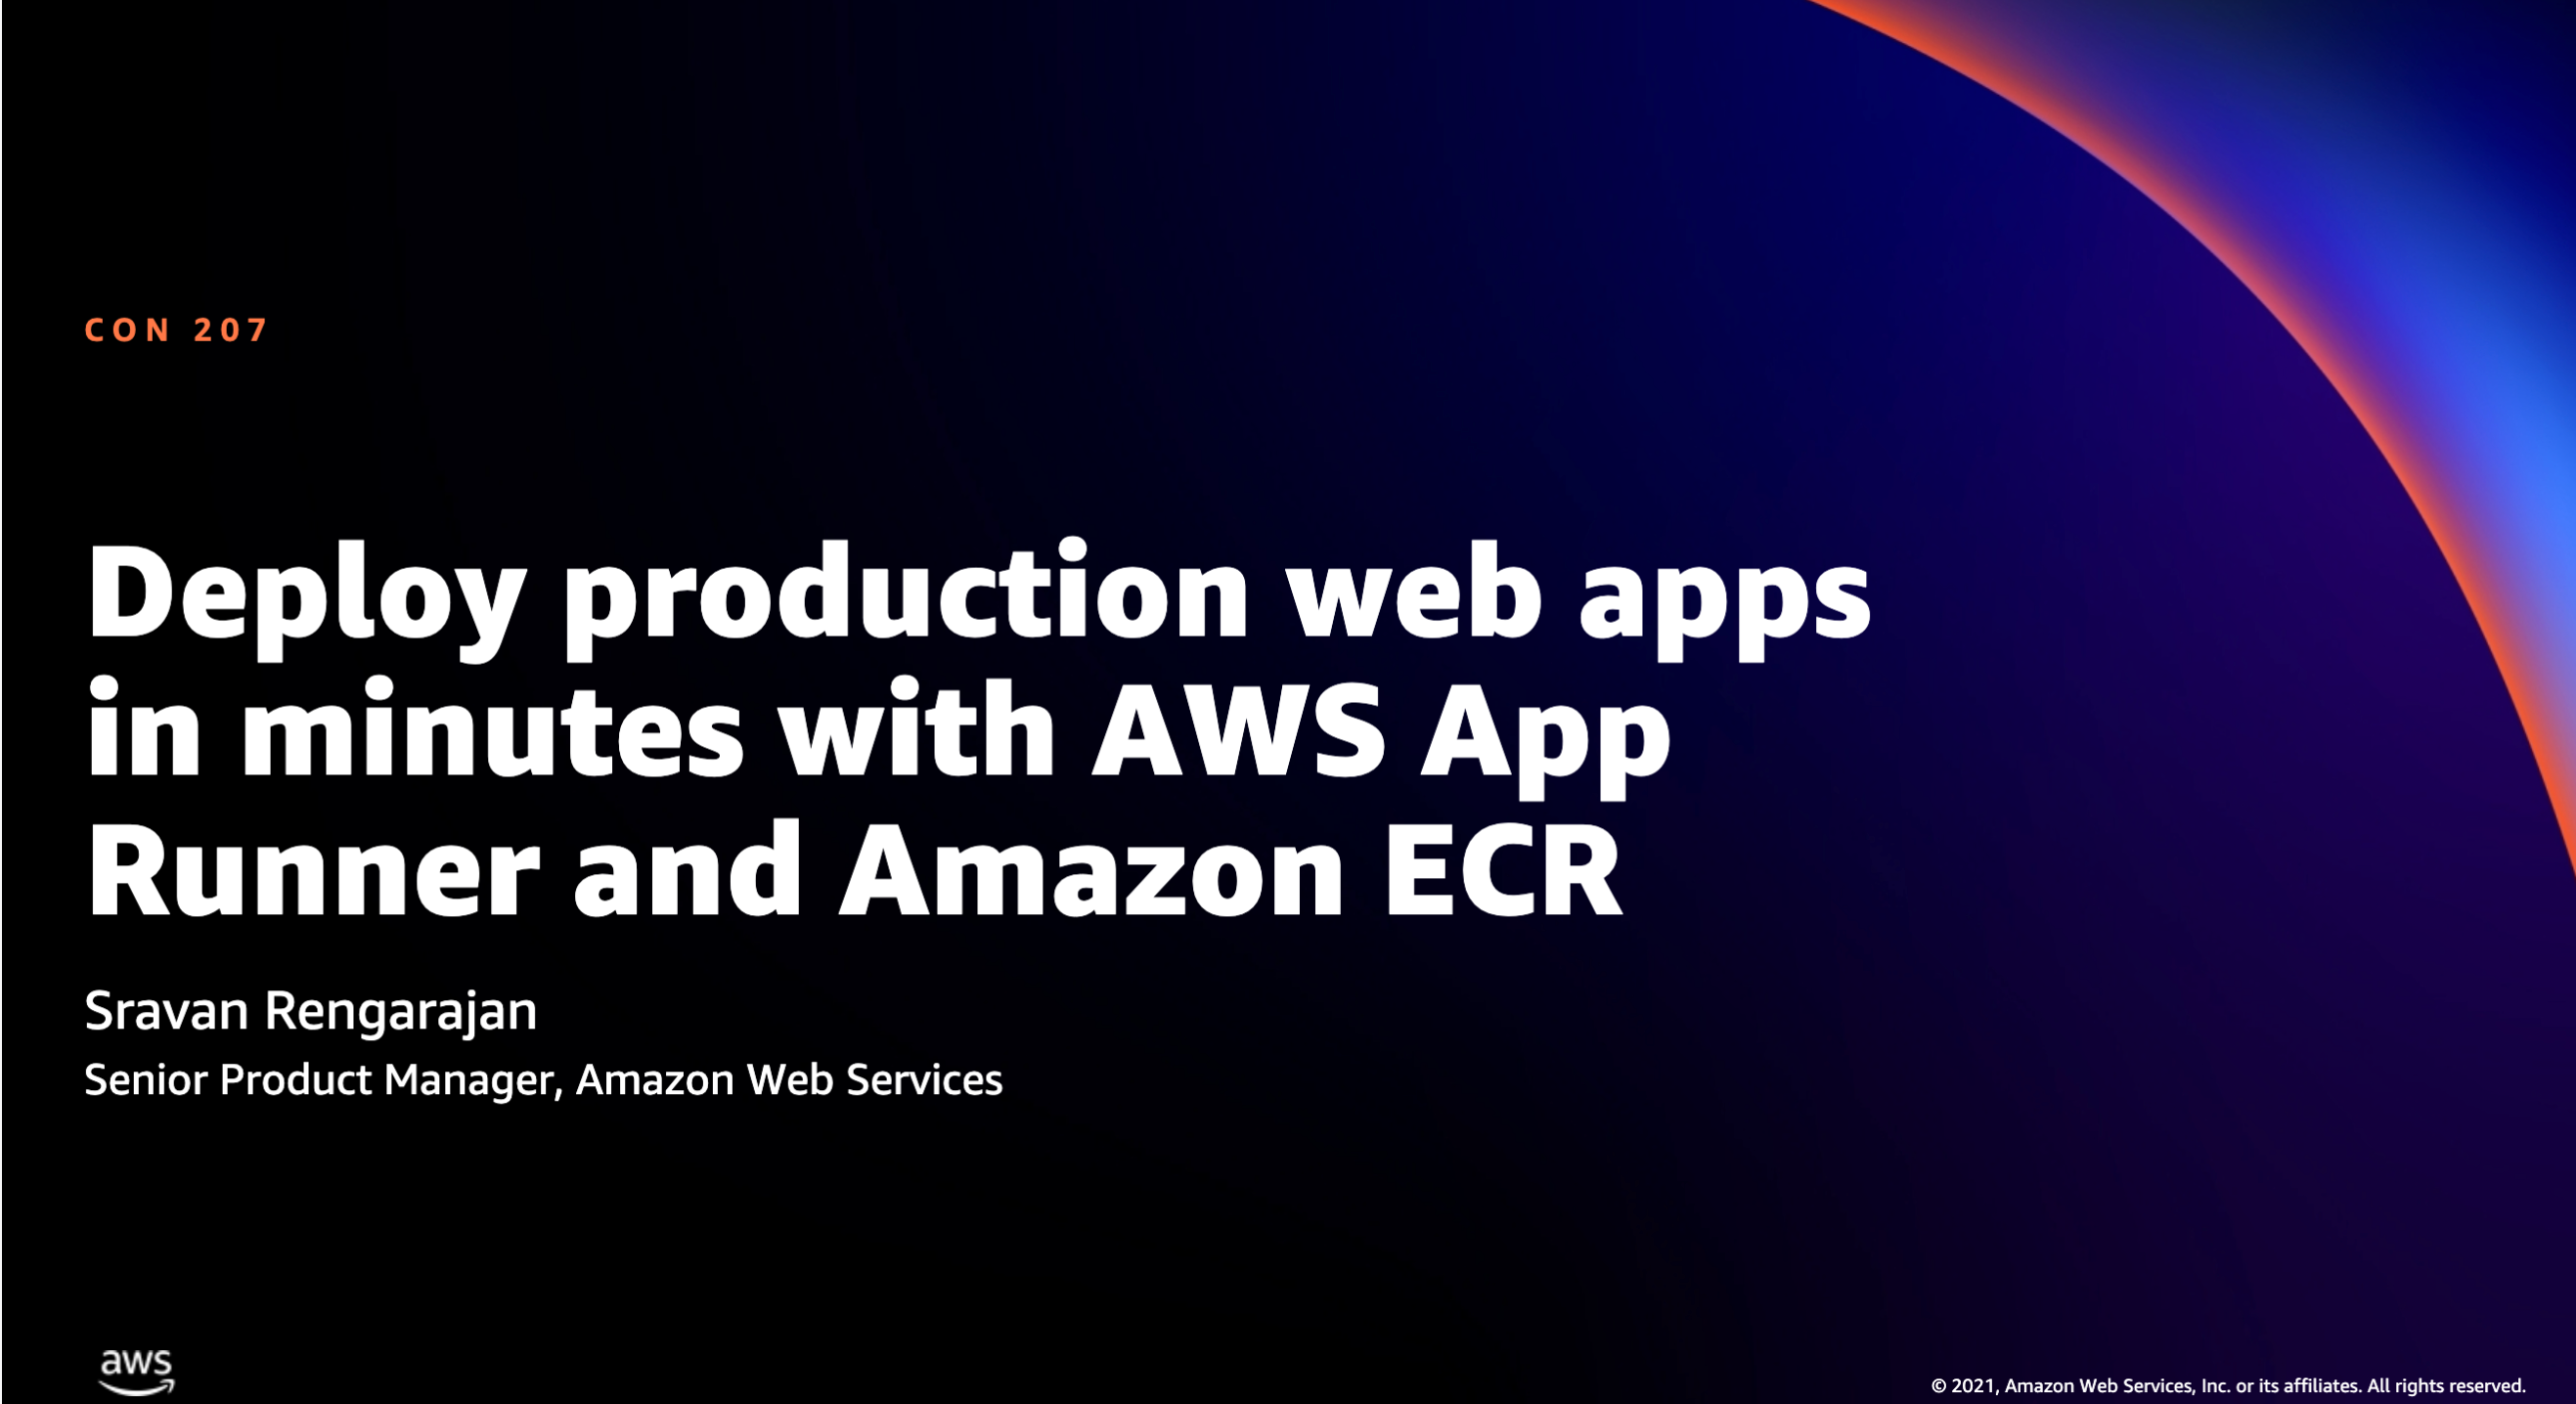 CON 207
Deploy production web apps
in minutes with AWS App
Runner and Amazon ECR
Sravan Rengarajan
Senior Product Manager, Amazon Web Services
aws
© 2021, Amazon Web Services, Inc. or its affiliates. All rights reserved.